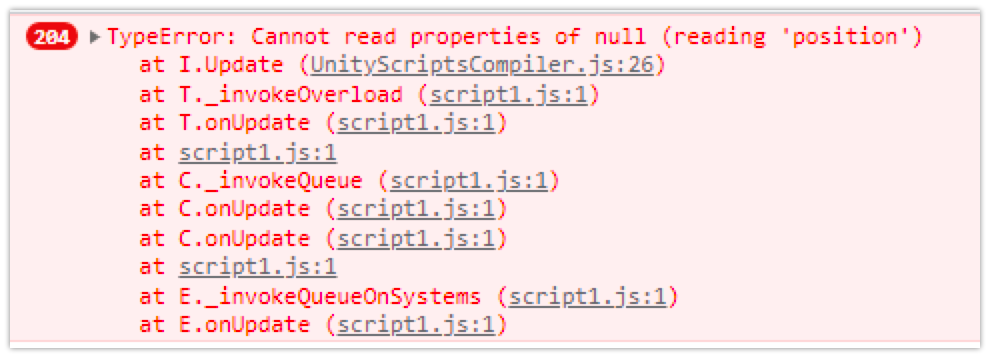 204 ▶TypeError: Cannot read properties of null (reading 'position')
at I.Update (UnityScriptsCompiler.js:26)
at T._invokeOverload (script1.js:1)
at T.onUpdate (script1.js:1)
at script1.js:1
at C._invokeQueue (script1.js:1)
at C.onUpdate (script1.js:1)
at C.onUpdate (script1.js:1)
at script1.js:1
at E._invokeQueueOnSystems (script1.js:1)
at E.onUpdate (script1.js:1)